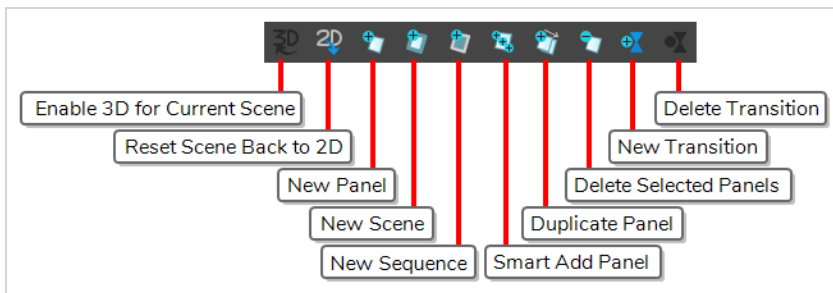 3D
2D
Enable 3D for Current Scene
Delete Transition
Reset Scene Back to 2D
New Transition
New Panel
Delete Selected Panels
New Scene
Duplicate Panel
New Sequence
Smart Add Panel